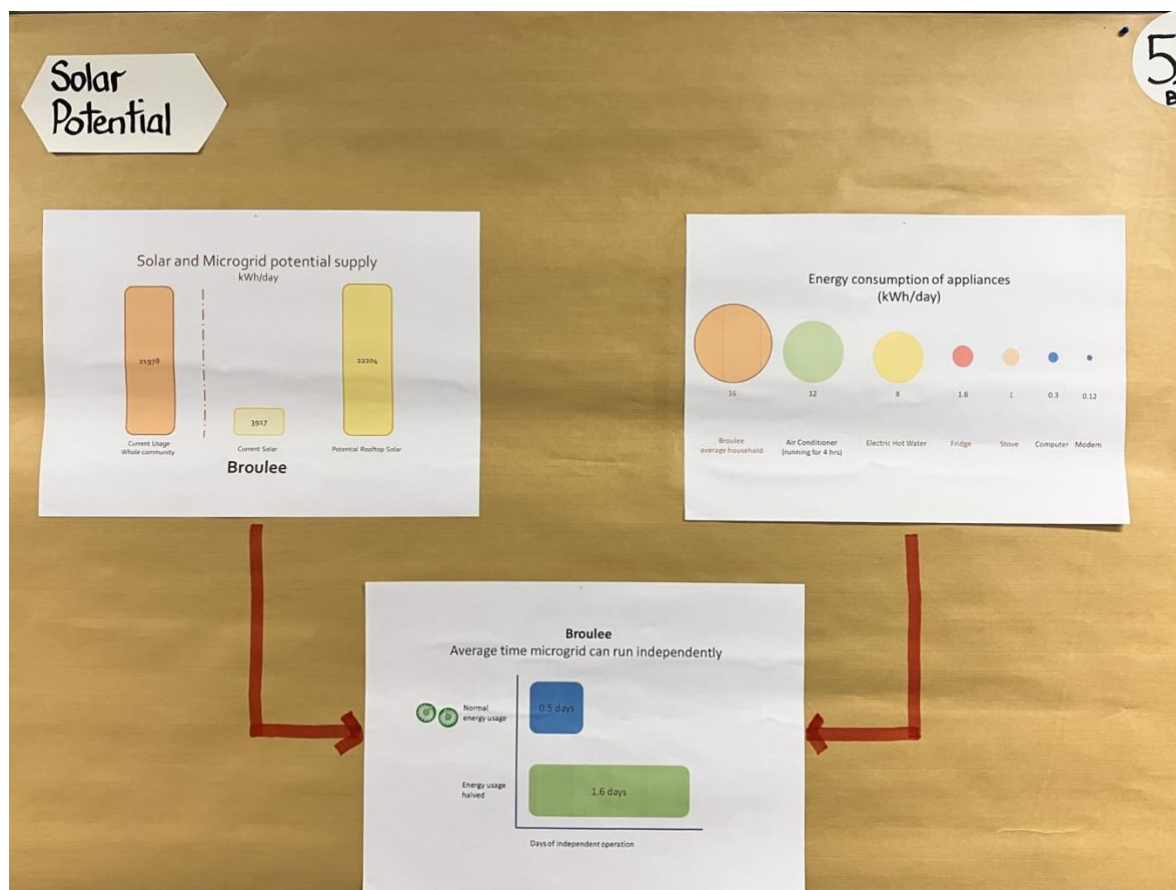 Solar
Potential
5
B
Solar and Microgrid potential supply
kWh/day
21978
3917
22204
Current Usage
Whole community
Current Solar
Potential Rooftop Solar
Broulee
Energy consumption of appliances
(kWh/day)
16
12
8
1.6
1
0.3
0.12
Broulee
average household
Air Conditioner
(running for 4 hrs)
Electric Hot Water
Fridge
Stove
Computer
Modem
Broulee
Average time microgrid can run independently
Normal
energy usage
0.5 days
Energy usage
halved
1.6 days
Days of independent operation